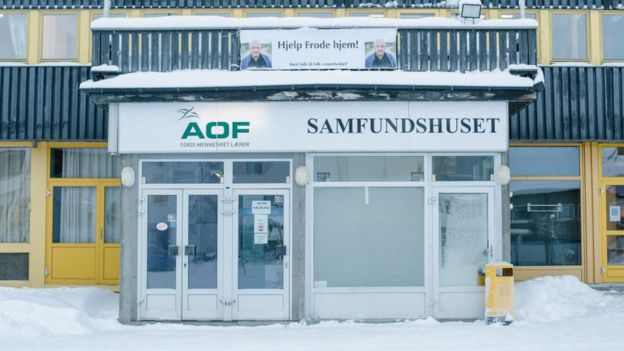 Hjelp Frode hjem!
AOF
FORDI MENNESKET LÆRER
SAMFUNDSHUSET